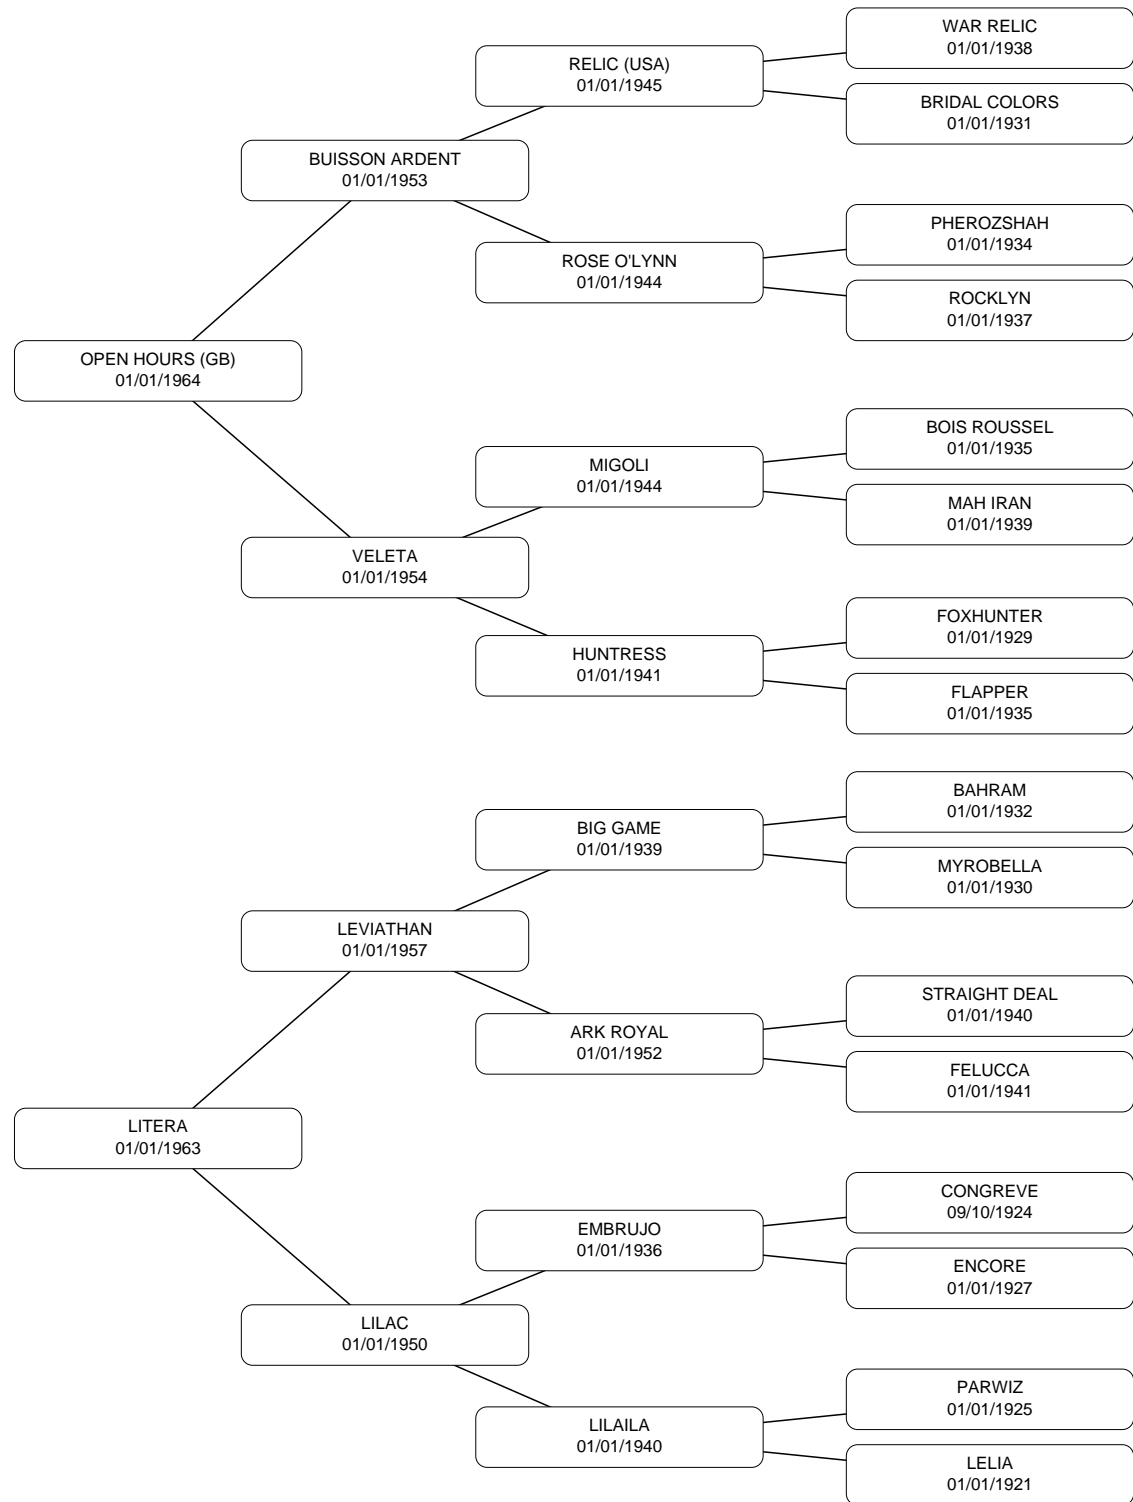 WAR RELIC
01/01/1938
RELIC (USA)
01/01/1945
BRIDAL COLORS
01/01/1931
BUISSON ARDENT
01/01/1953
PHEROZSHAH
01/01/1934
ROSE O'LYNN
01/01/1944
ROCKLYN
01/01/1937
OPEN HOURS (GB)
01/01/1964
BOIS ROUSSEL
01/01/1935
MIGOLI
01/01/1944
MAH IRAN
01/01/1939
VELETA
01/01/1954
FOXHUNTER
01/01/1929
HUNTRESS
01/01/1941
FLAPPER
01/01/1935
BAHRAM
01/01/1932
BIG GAME
01/01/1939
MYROBELLA
01/01/1930
LEVIATHAN
01/01/1957
STRAIGHT DEAL
01/01/1940
ARK ROYAL
01/01/1952
FELUCCA
01/01/1941
LITERA
01/01/1963
CONGREVE
09/10/1924
EMBRUJO
01/01/1936
ENCORE
01/01/1927
LILAC
01/01/1950
PARWIZ
01/01/1925
LILAILA
01/01/1940
LELIA
01/01/1921